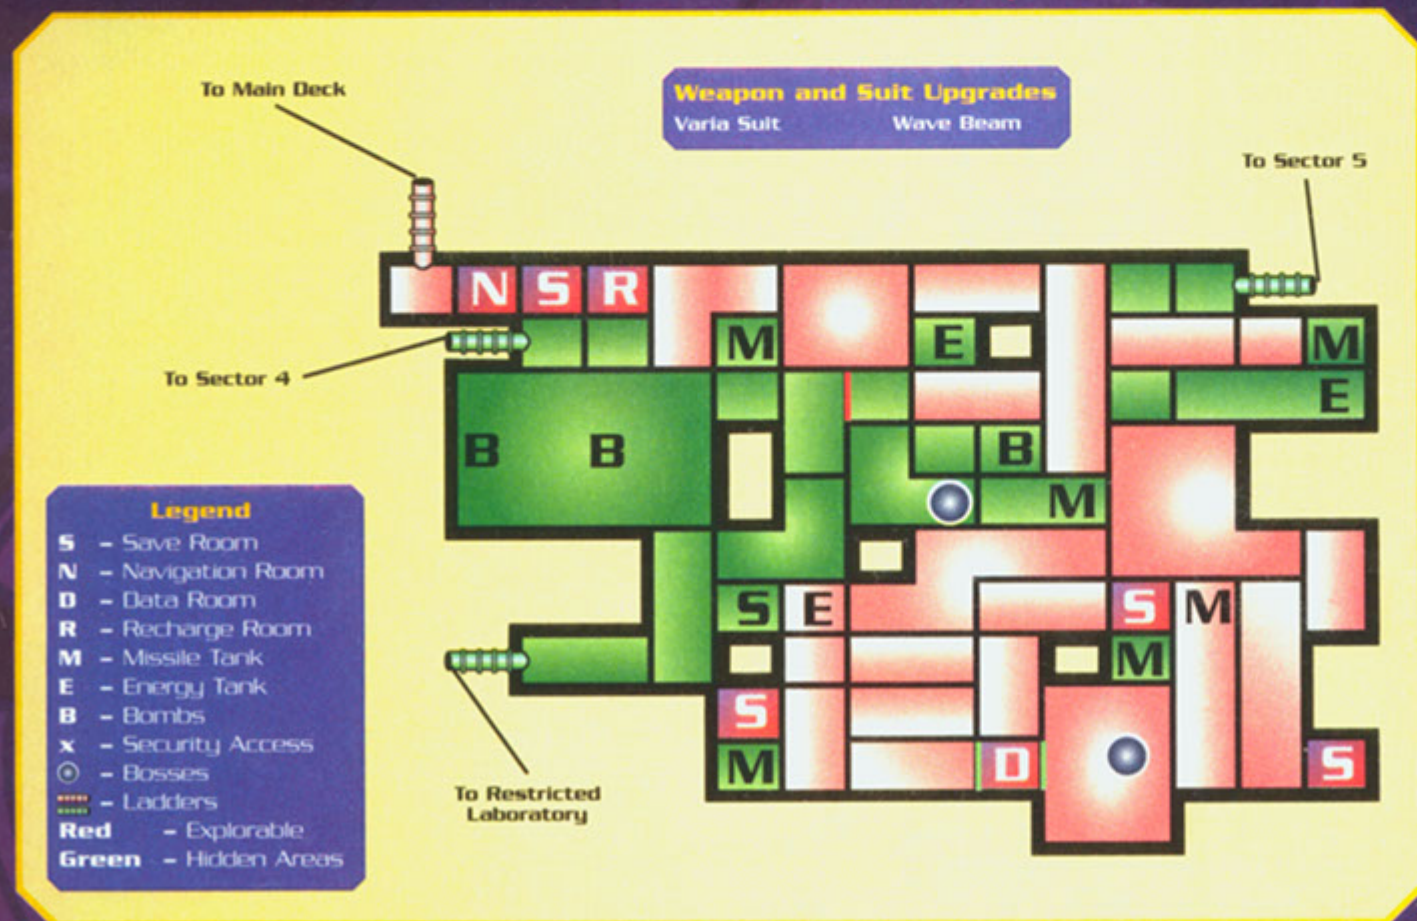 To Main Deck
Weapon and Suit Upgrades
Varia Suit Wave Beam
To Sector 5
N S R
M E M
To Sector 4
E
B B B
M
Legend
S - Save Room
N - Navigation Room
D - Data Room
R - Recharge Room
M - Missile Tank
E - Energy Tank
B - Bombs
x - Security Access
- Bosses
- Ladders
Red - Explorable
Green - Hidden Areas
S E S M
M
S
M D S
To Restricted
Laboratory